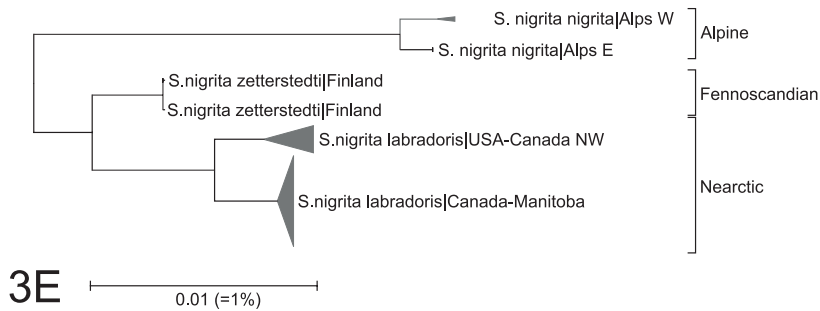 S. nigrita nigrita|Alps W
S. nigrita nigrita|Alps E
Alpine
S.nigrita zetterstedti|Finland
S.nigrita zetterstedti|Finland
Fennoscandian
S.nigrita labradoris|USA-Canada NW
S.nigrita labradoris|Canada-Manitoba
Nearctic
3E
0.01 (=1%)